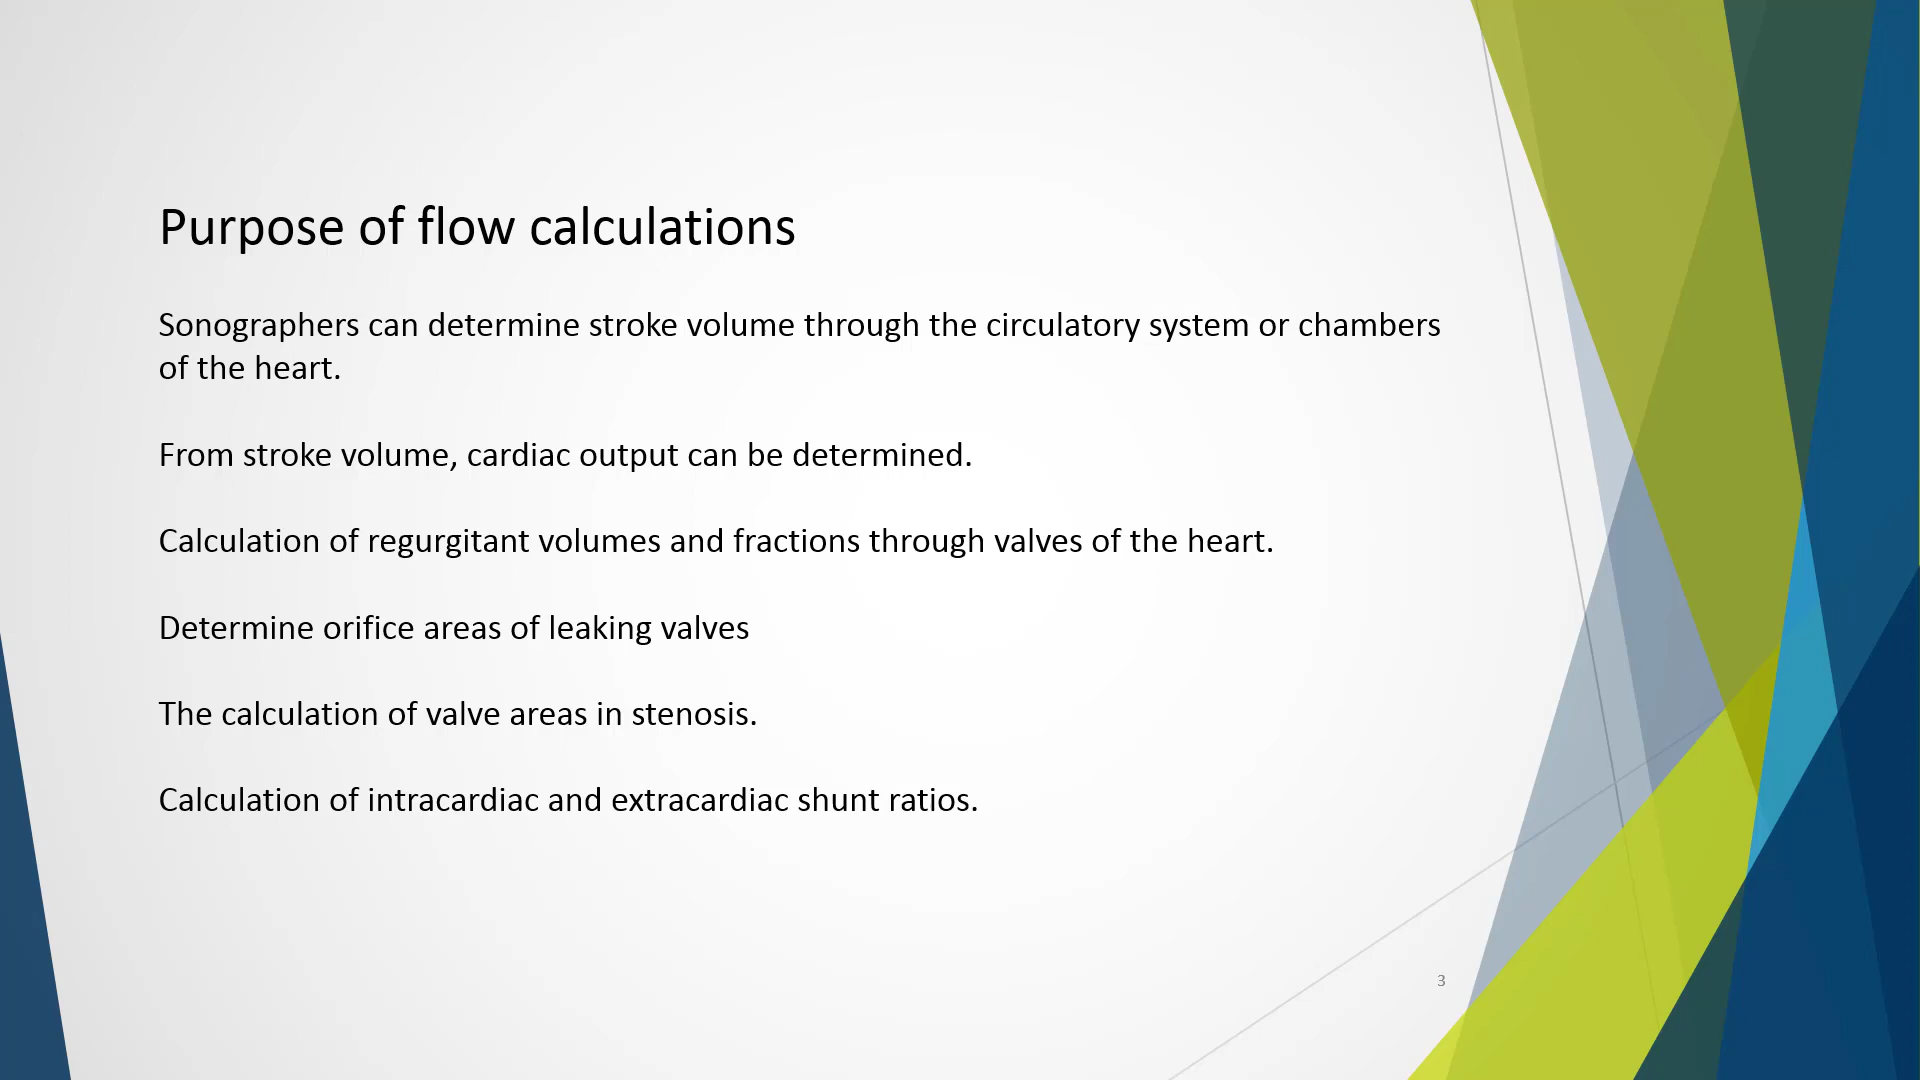 Purpose of flow calculations
Sonographers can determine stroke volume through the circulatory system or chambers
of the heart.
From stroke volume, cardiac output can be determined.
Calculation of regurgitant volumes and fractions through valves of the heart.
Determine orifice areas of leaking valves
The calculation of valve areas in stenosis.
Calculation of intracardiac and extracardiac shunt ratios.
3